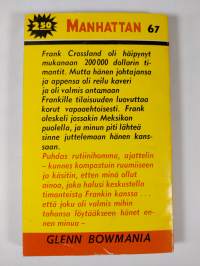 2.50
MANHATTAN 67
Frank Crossland oli häipynyt
mukanaan 200 000 dollarin ti-
mantit. Mutta hänen johtajansa
ja appensa oli reilu kaveri
ja oli valmis antamaan
Frankille tilaisuuden luovuttaa
korut vapaaehtoisesti. Frank
oleskeli jossakin Meksikon
puolella, ja minun piti lähteä
sinne juttelemaan hänen kans-
saan.
Puhdas rutiinihomma, ajattelin
– kunnes kompastuin ruumiiseen
ja käsitin, etten minä ollut
ainoa, joka halusi keskustella
timanteista Frankin kanssa . . .
että joku oli valmis mihin
tahansa löytääkseen hänet en-
nen minua –
GLENN BOWMANIA